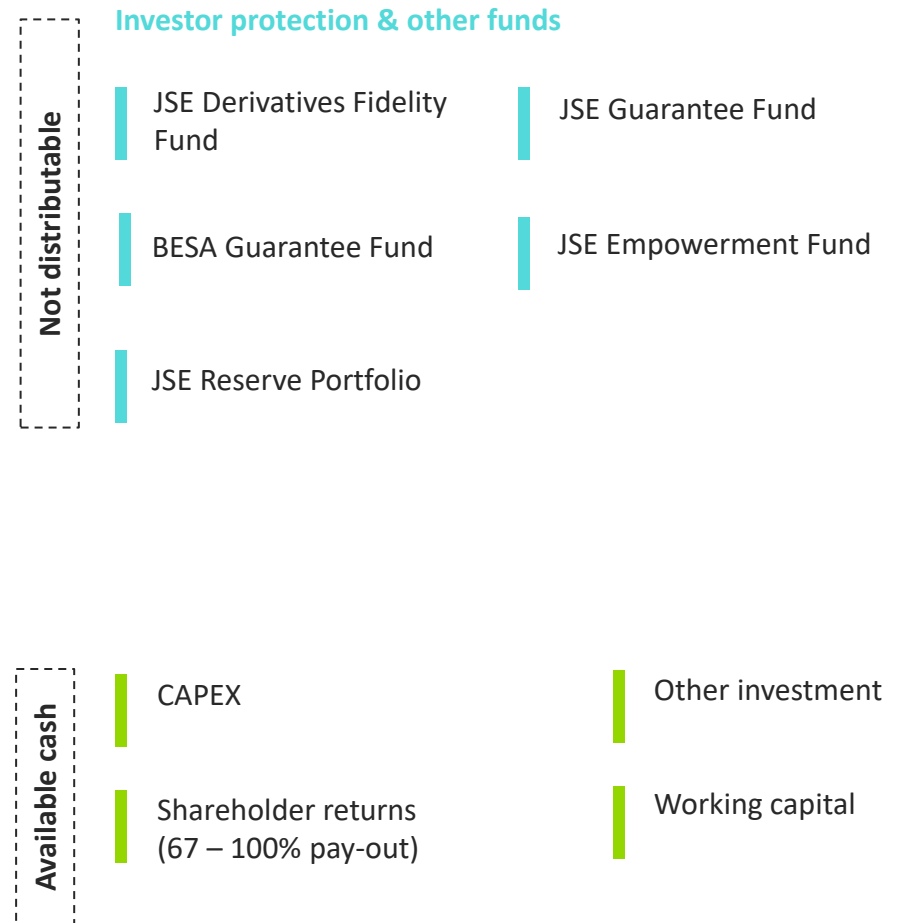 Investor protection & other funds
Not distributable
JSE Derivatives Fidelity
Fund
JSE Guarantee Fund
BESA Guarantee Fund
JSE Empowerment Fund
JSE Reserve Portfolio
Available cash
CAPEX
Other investment
Shareholder returns
(67 – 100% pay-out)
Working capital